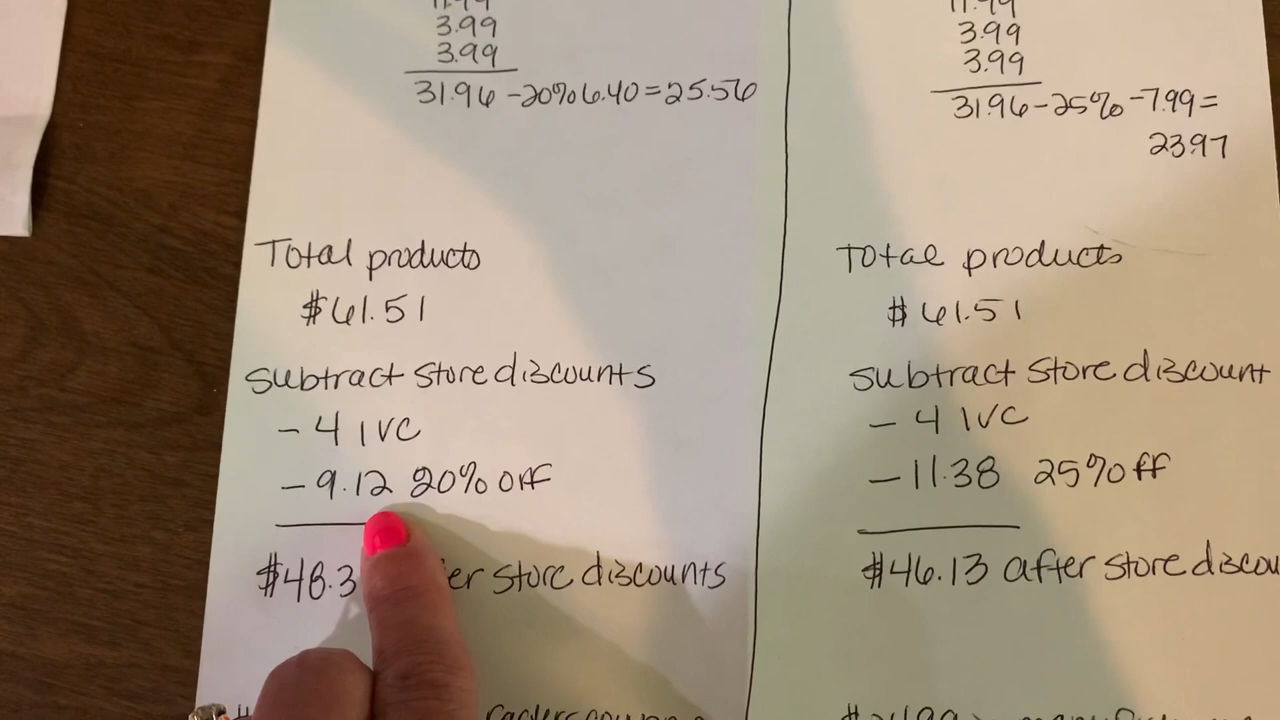 3.99
3.99
31.96 -20% 6.40 = 25.56
Total products
$61.51
Subtract store discounts
- 4 IVC
- 9.12 20% off
$48.3
er store discounts
11.99
3.99
3.99
31.96 - 25% - 7.99 =
23.97
Total products
$61.51
Subtract store discount
- 4 IVC
- 11.38 25% off
$46.13 after store discou